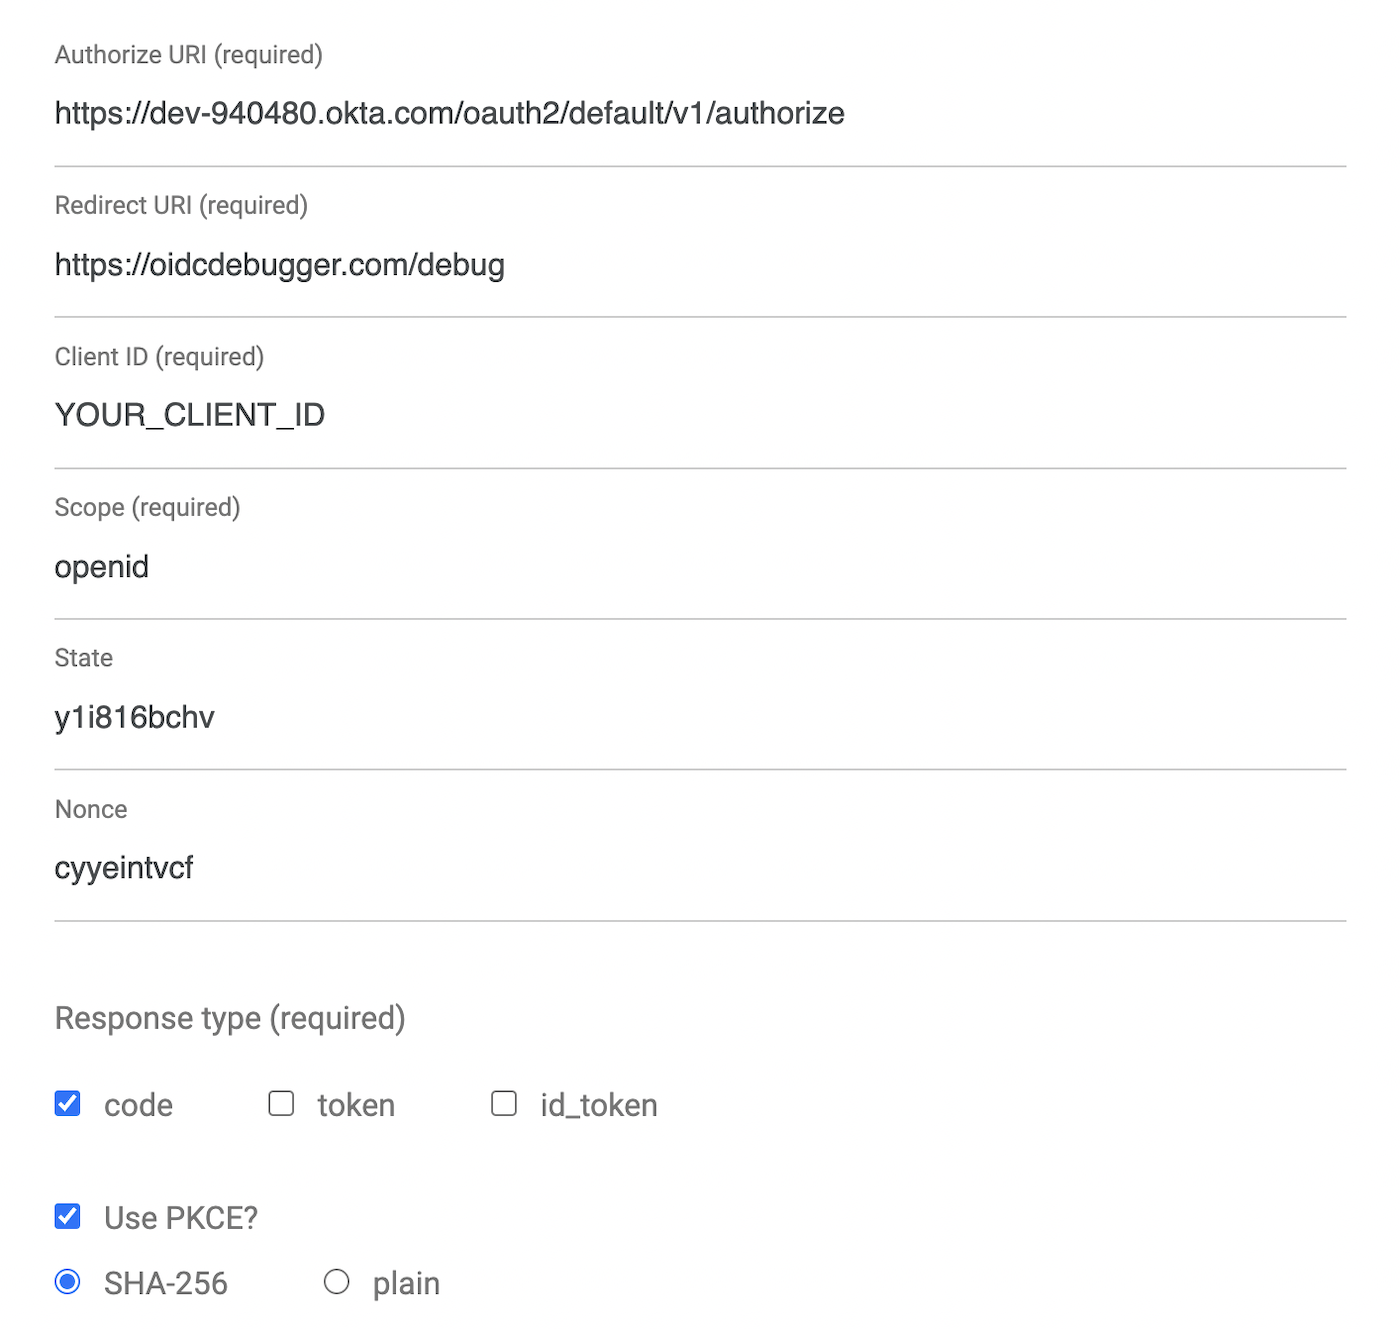 Authorize URI (required)
https://dev-940480.okta.com/oauth2/default/v1/authorize
Redirect URI (required)
https://oidcdebugger.com/debug
Client ID (required)
YOUR_CLIENT_ID
Scope (required)
openid
State
y1i816bchv
Nonce
cyyeintvcf
Response type (required)
code token id_token
Use PKCE?
SHA-256 plain